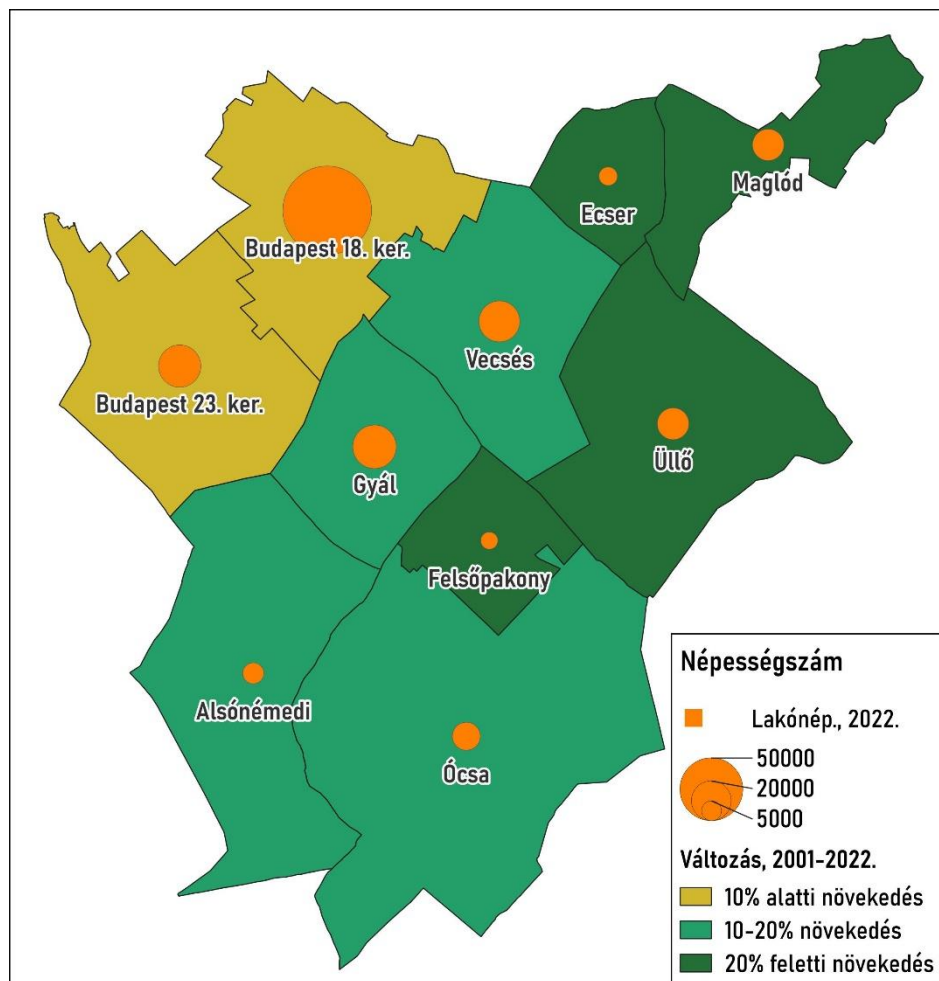 Maglód
Ecser
Budapest 18. ker.
Vecsés
Budapest 23. ker.
Üllő
Gyál
Felsőpakony
Alsónémedi
Ócsa
Népességszám
Lakónép., 2022.
50000
20000
5000
Változás, 2001-2022.
10% alatti növekedés
10-20% növekedés
20% feletti növekedés